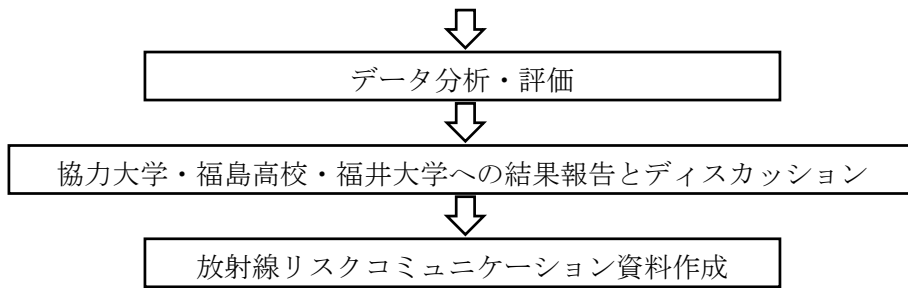 データ分析・評価
協力大学・福島高校・福井大学への結果報告とディスカッション
放射線リスクコミュニケーション資料作成